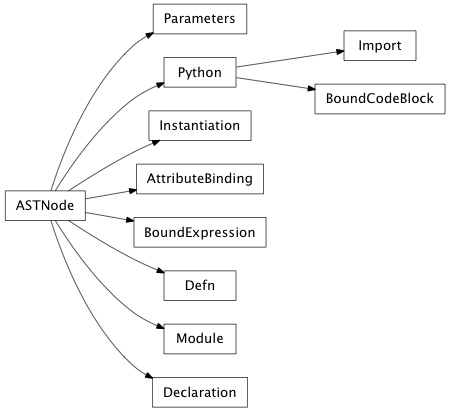 Parameters
Import
Python
BoundCodeBlock
Instantiation
AttributeBinding
ASTNode
BoundExpression
Defn
Module
Declaration